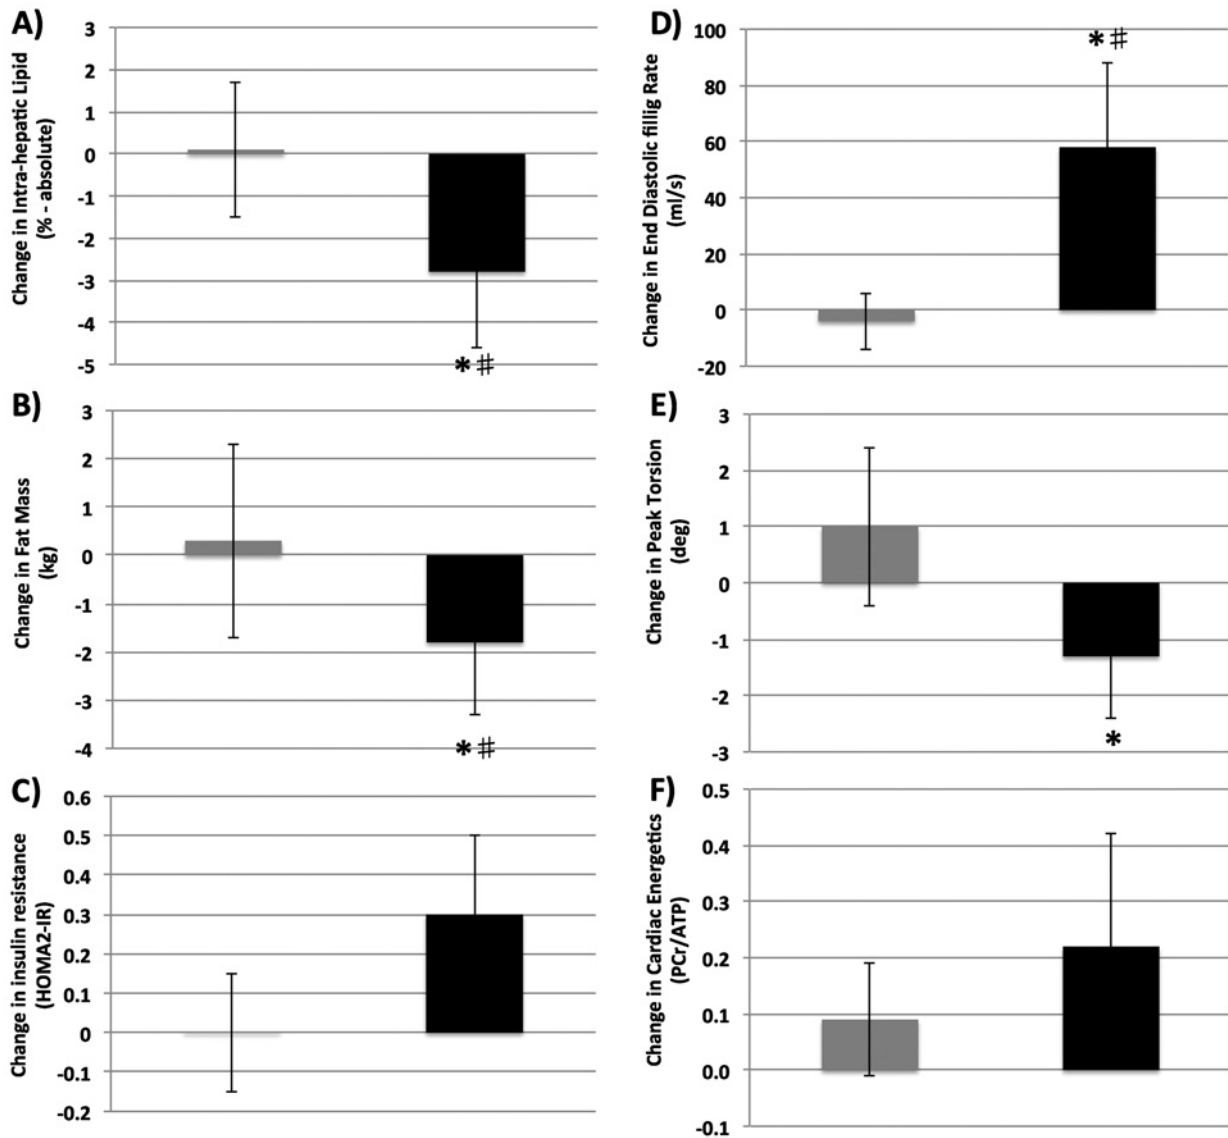 A)
Change in Intra-hepatic Lipid
(% - absolute)
3
2
1
0
-1
-2
-3
-4
-5
*#
B)
Change in Fat Mass
(kg)
3
2
1
0
-1
-2
-3
-4
*#
C)
Change in insulin resistance
(HOMA2-IR)
0.6
0.5
0.4
0.3
0.2
0.1
0
-0.1
-0.2
D)
Change in End Diastolic fillig Rate
(ml/s)
100
80
60
40
20
0
-20
*#
E)
Change in Peak Torsion
(deg)
3
2
1
0
-1
-2
-3
*
F)
Change in Cardiac Energetics
(PCr/ATP)
0.5
0.4
0.3
0.2
0.1
0.0
-0.1